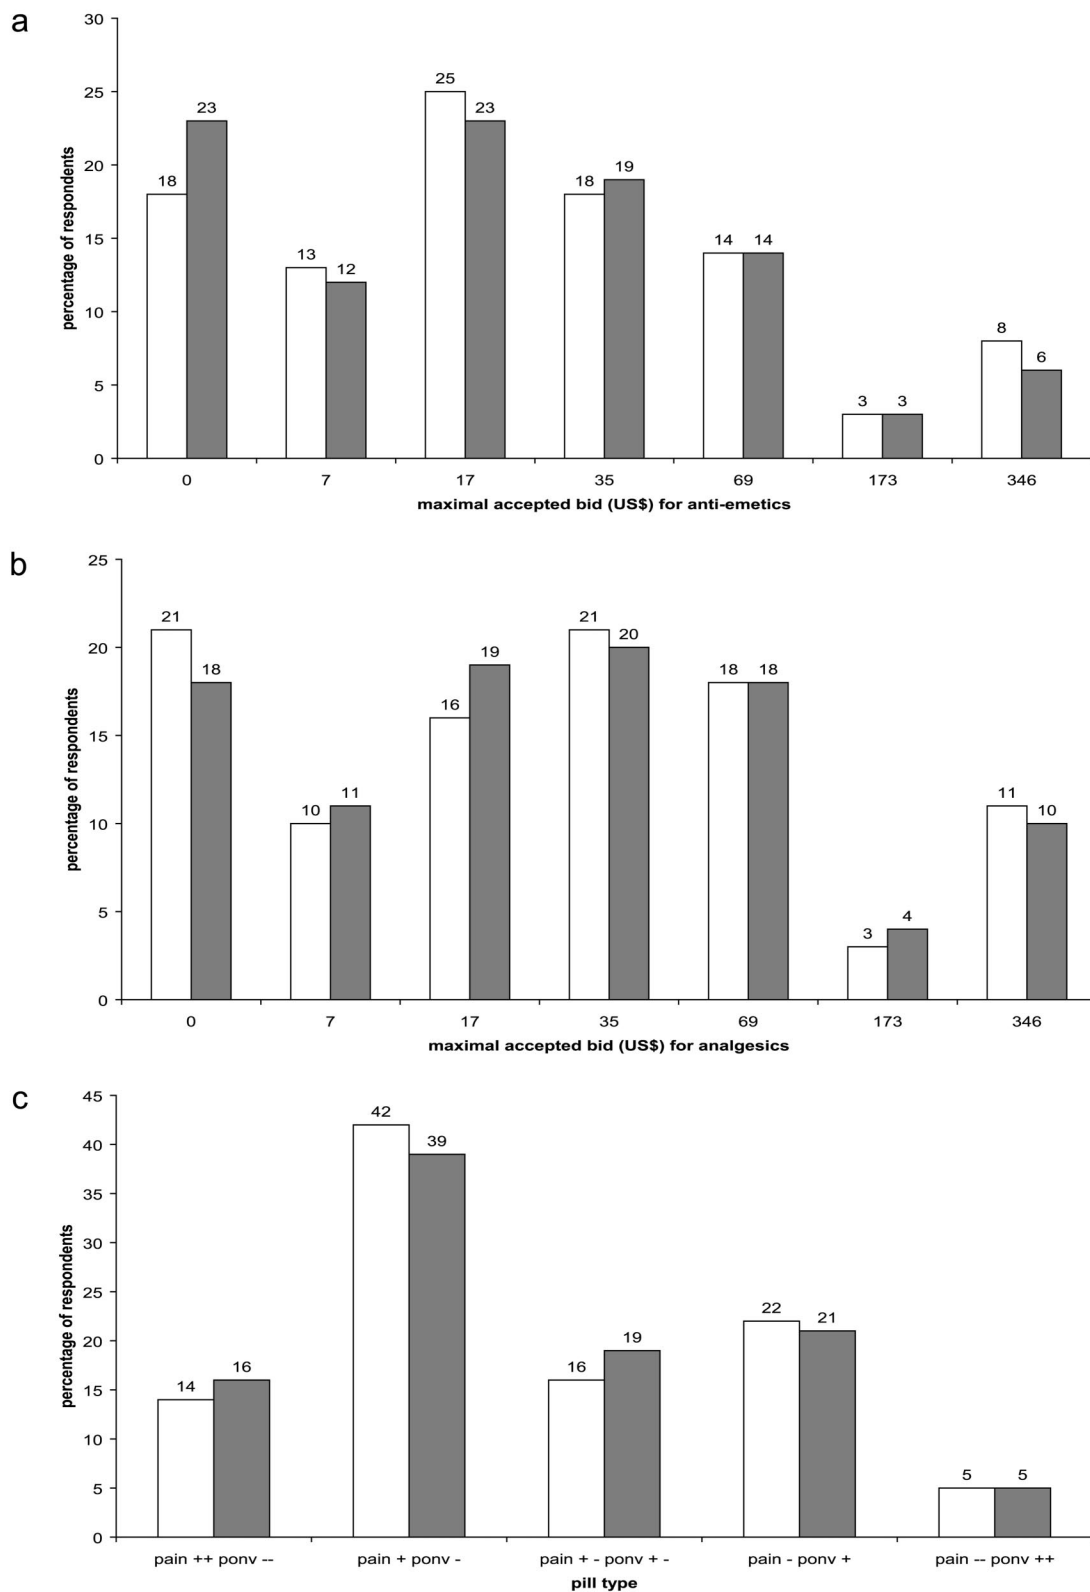 a
percentage of respondents
30
25
20
15
10
5
0
18 23 13 12 25 23 18 19 14 14 3 3 8 6
0 7 17 35 69 173 346
maximal accepted bid (US$) for anti-emetics
b
percentage of respondents
25
20
15
10
5
0
21 18 10 11 16 19 21 20 18 18 3 4 11 10
0 7 17 35 69 173 346
maximal accepted bid (US$) for analgesics
c
percentage of respondents
45
40
35
30
25
20
15
10
5
0
14 16 42 39 16 19 22 21 5 5
pain ++ ponv -- pain + ponv - pain + - ponv + - pain - ponv + pain -- ponv ++
pill type